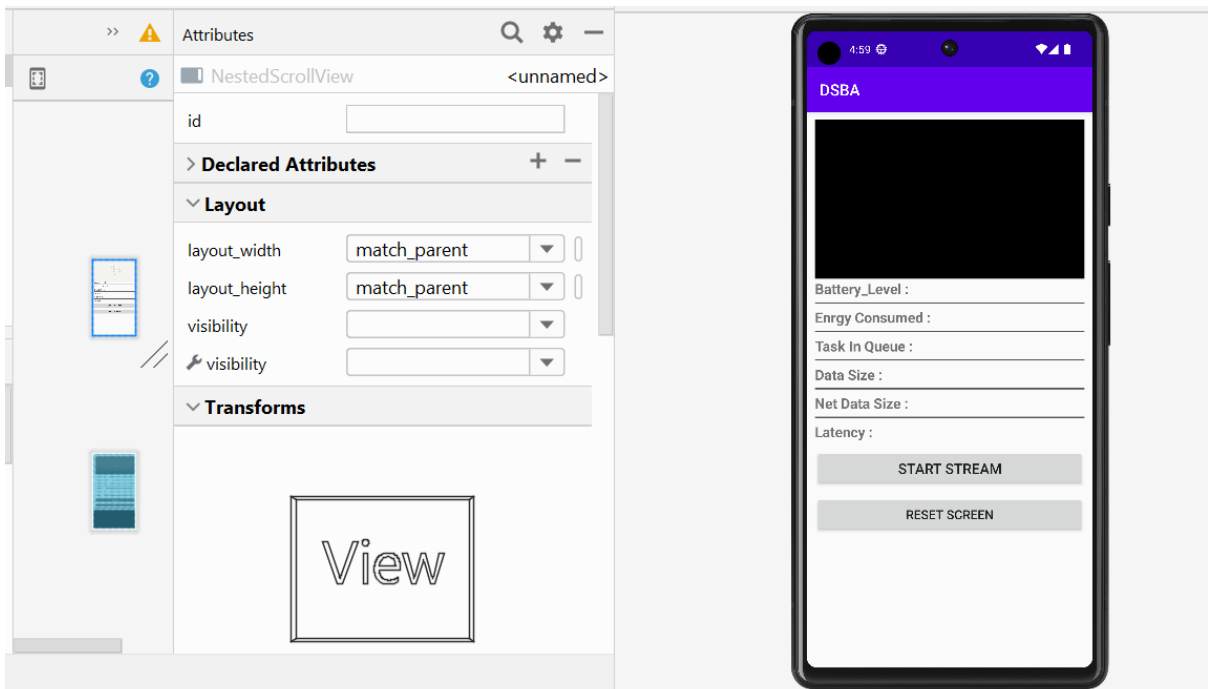 Attributes
NestedScrollView <unnamed>
id
Declared Attributes
Layout
layout_width match_parent
layout_height match_parent
visibility
visibility
Transforms
View
4:59
DSBA
Battery_Level :
Enrgy Consumed :
Task In Queue :
Data Size :
Net Data Size :
Latency :
START STREAM
RESET SCREEN